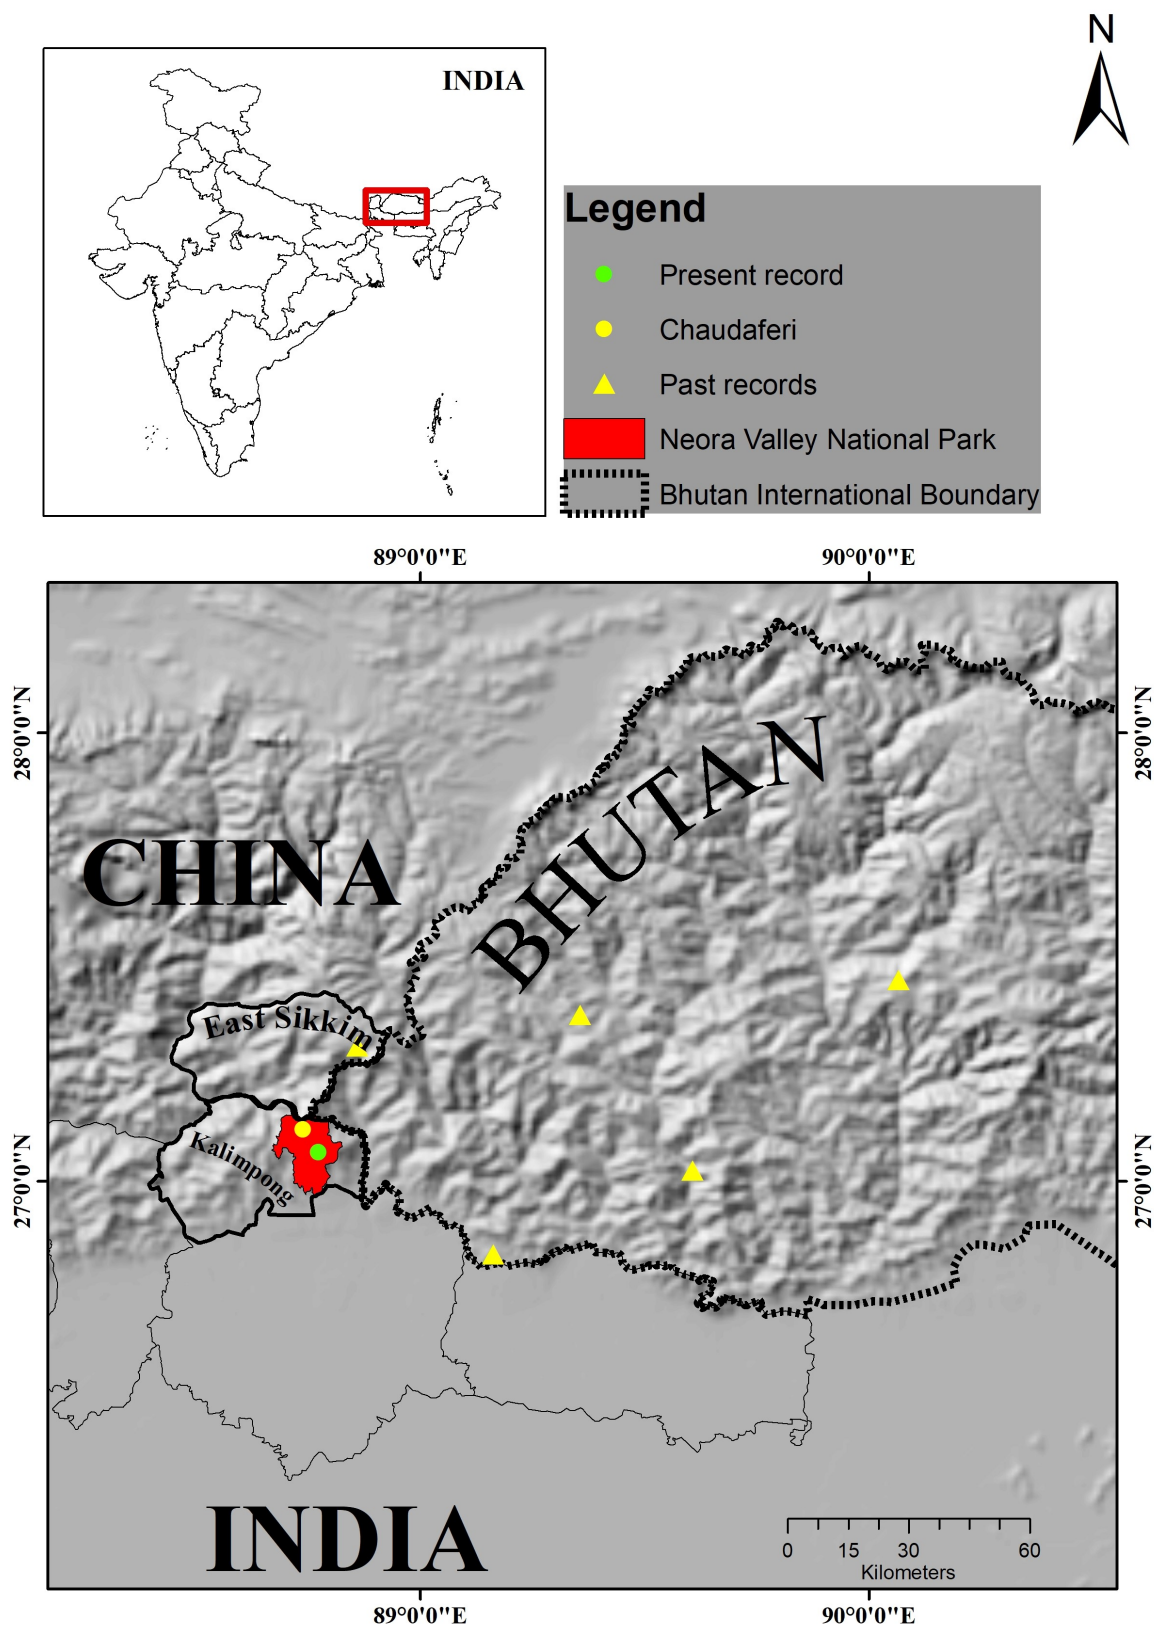 N
INDIA
Legend
Present record
Chaudaferi
Past records
Neora Valley National Park
Bhutan International Boundary
89°0'0"E
90°0'0"E
28°0'0"N
28°0'0"N
BHUTAN
CHINA
East Sikkim
Kalimpong
27°0'0"N
27°0'0"N
INDIA
0 15 30 60
Kilometers
89°0'0"E
90°0'0"E